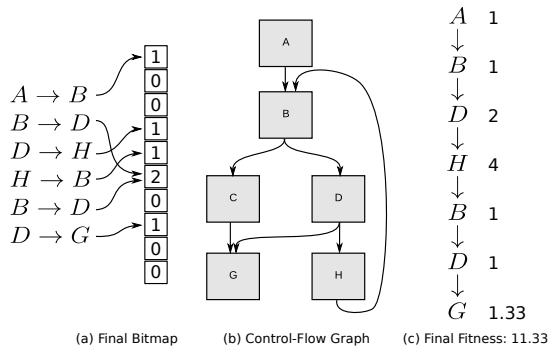 A → B
B → D
D → H
H → B
B → D
D → G
1
0
0
1
1
2
0
1
0
0
(a) Final Bitmap
A
B
C
D
G
H
(b) Control-Flow Graph
A 1
B 1
D 2
H 4
B 1
D 1
G 1.33
(c) Final Fitness: 11.33